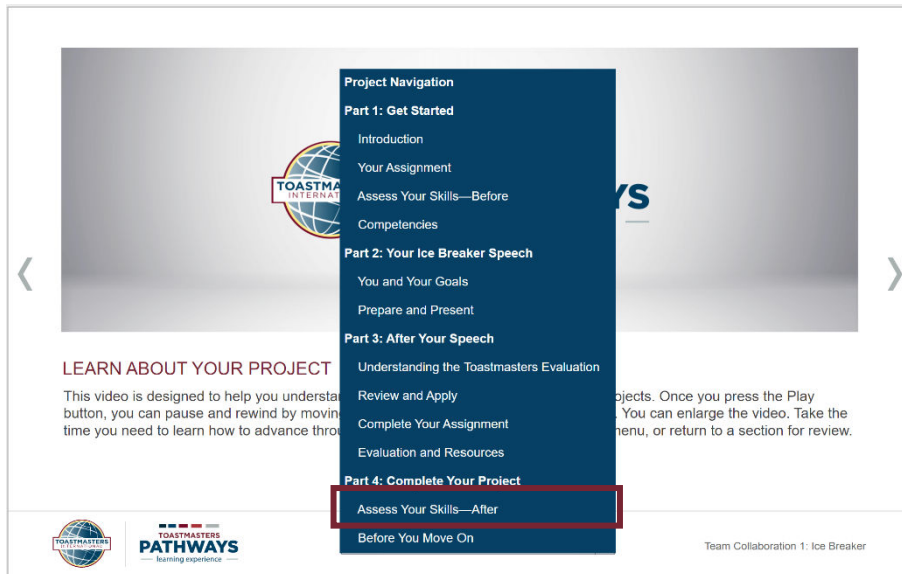 Project Navigation
Part 1: Get Started
Introduction
Your Assignment
Assess Your Skills—Before
Competencies
Part 2: Your Ice Breaker Speech
You and Your Goals
Prepare and Present
Part 3: After Your Speech
Understanding the Toastmasters Evaluation
Review and Apply
Complete Your Assignment
Evaluation and Resources
Part 4: Complete Your Project
Assess Your Skills—After
Before You Move On
TOASTMA
INTERNAT
YS
LEARN ABOUT YOUR PROJECT
This video is designed to help you understa ojects. Once you press the Play
button, you can pause and rewind by movin . You can enlarge the video. Take the
time you need to learn how to advance throu enu, or return to a section for review.
TOASTMASTERS
INTERNATIONAL
TOASTMASTERS
PATHWAYS
learning experience
Team Collaboration 1: Ice Breaker